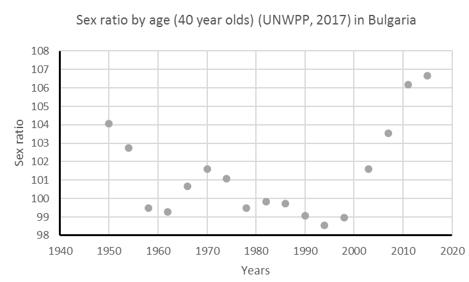 Sex ratio by age (40 year olds) (UNWPP, 2017) in Bulgaria
108
107
106
105
104
103
102
101
100
99
98
Sex ratio
1940 1950 1960 1970 1980 1990 2000 2010 2020
Years